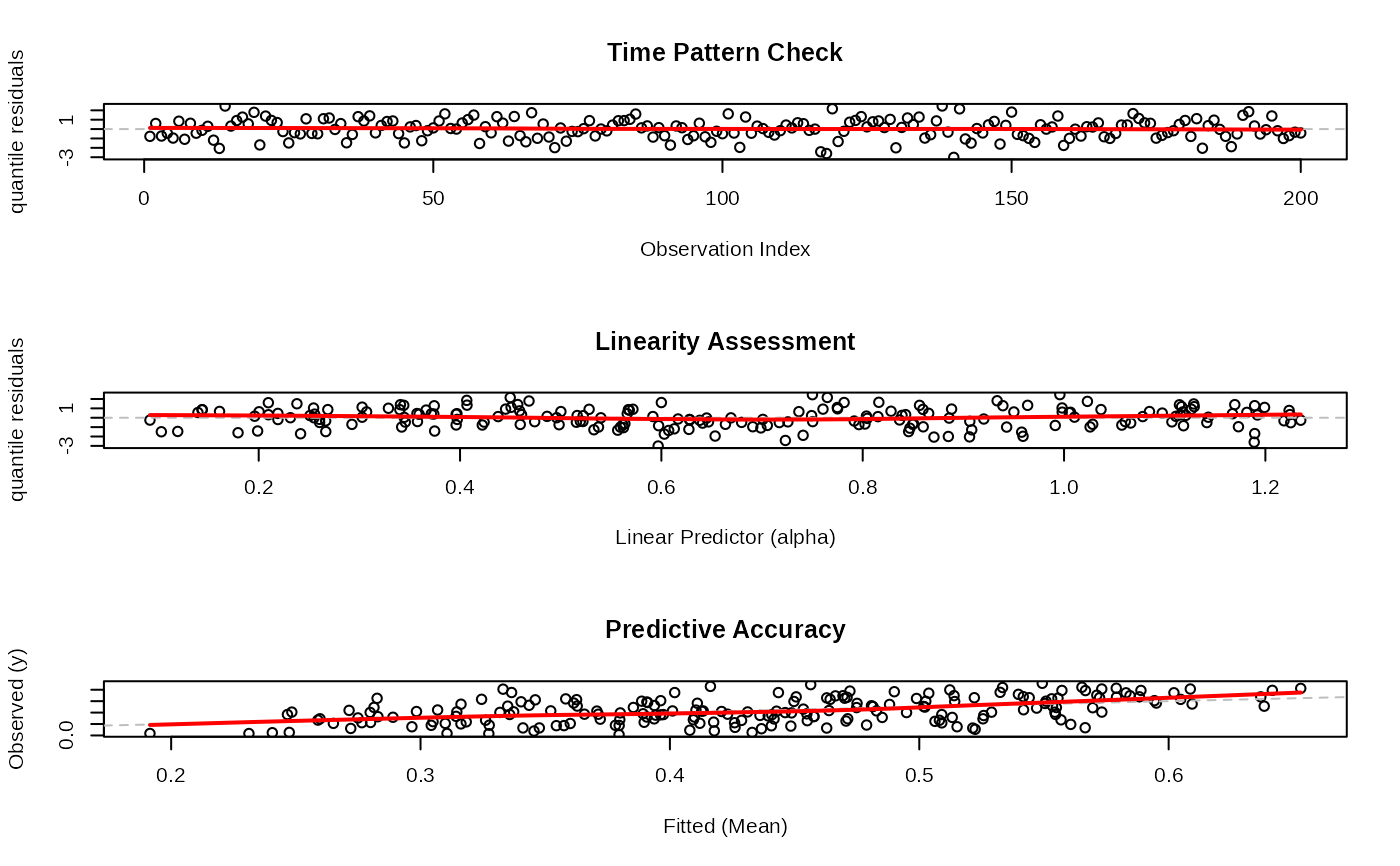 Time Pattern Check
quantile residuals
1
-3
0 50 100 150 200
Observation Index
Linearity Assessment
quantile residuals
1
-3
0.2 0.4 0.6 0.8 1.0 1.2
Linear Predictor (alpha)
Predictive Accuracy
Observed (y)
0.0
0.2 0.3 0.4 0.5 0.6
Fitted (Mean)